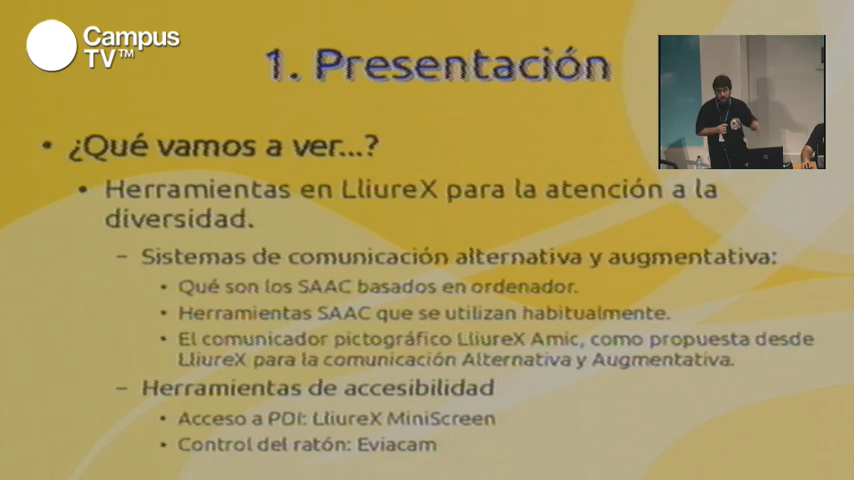 Campus
TV™
1. Presentación
• ¿Qué vamos a ver...?
• Herramientas en LliureX para la atención a la
diversidad.
– Sistemas de comunicación alternativa y augmentativa:
• Qué son los SAAC basados en ordenador.
• Herramientas SAAC que se utilizan habitualmente.
• El comunicador pictográfico LliureX Amic, como propuesta desde
LliureX para la comunicación Alternativa y Augmentativa.
– Herramientas de accesibilidad
• Acceso a PDI: LliureX MiniScreen
• Control del ratón: Eviacam